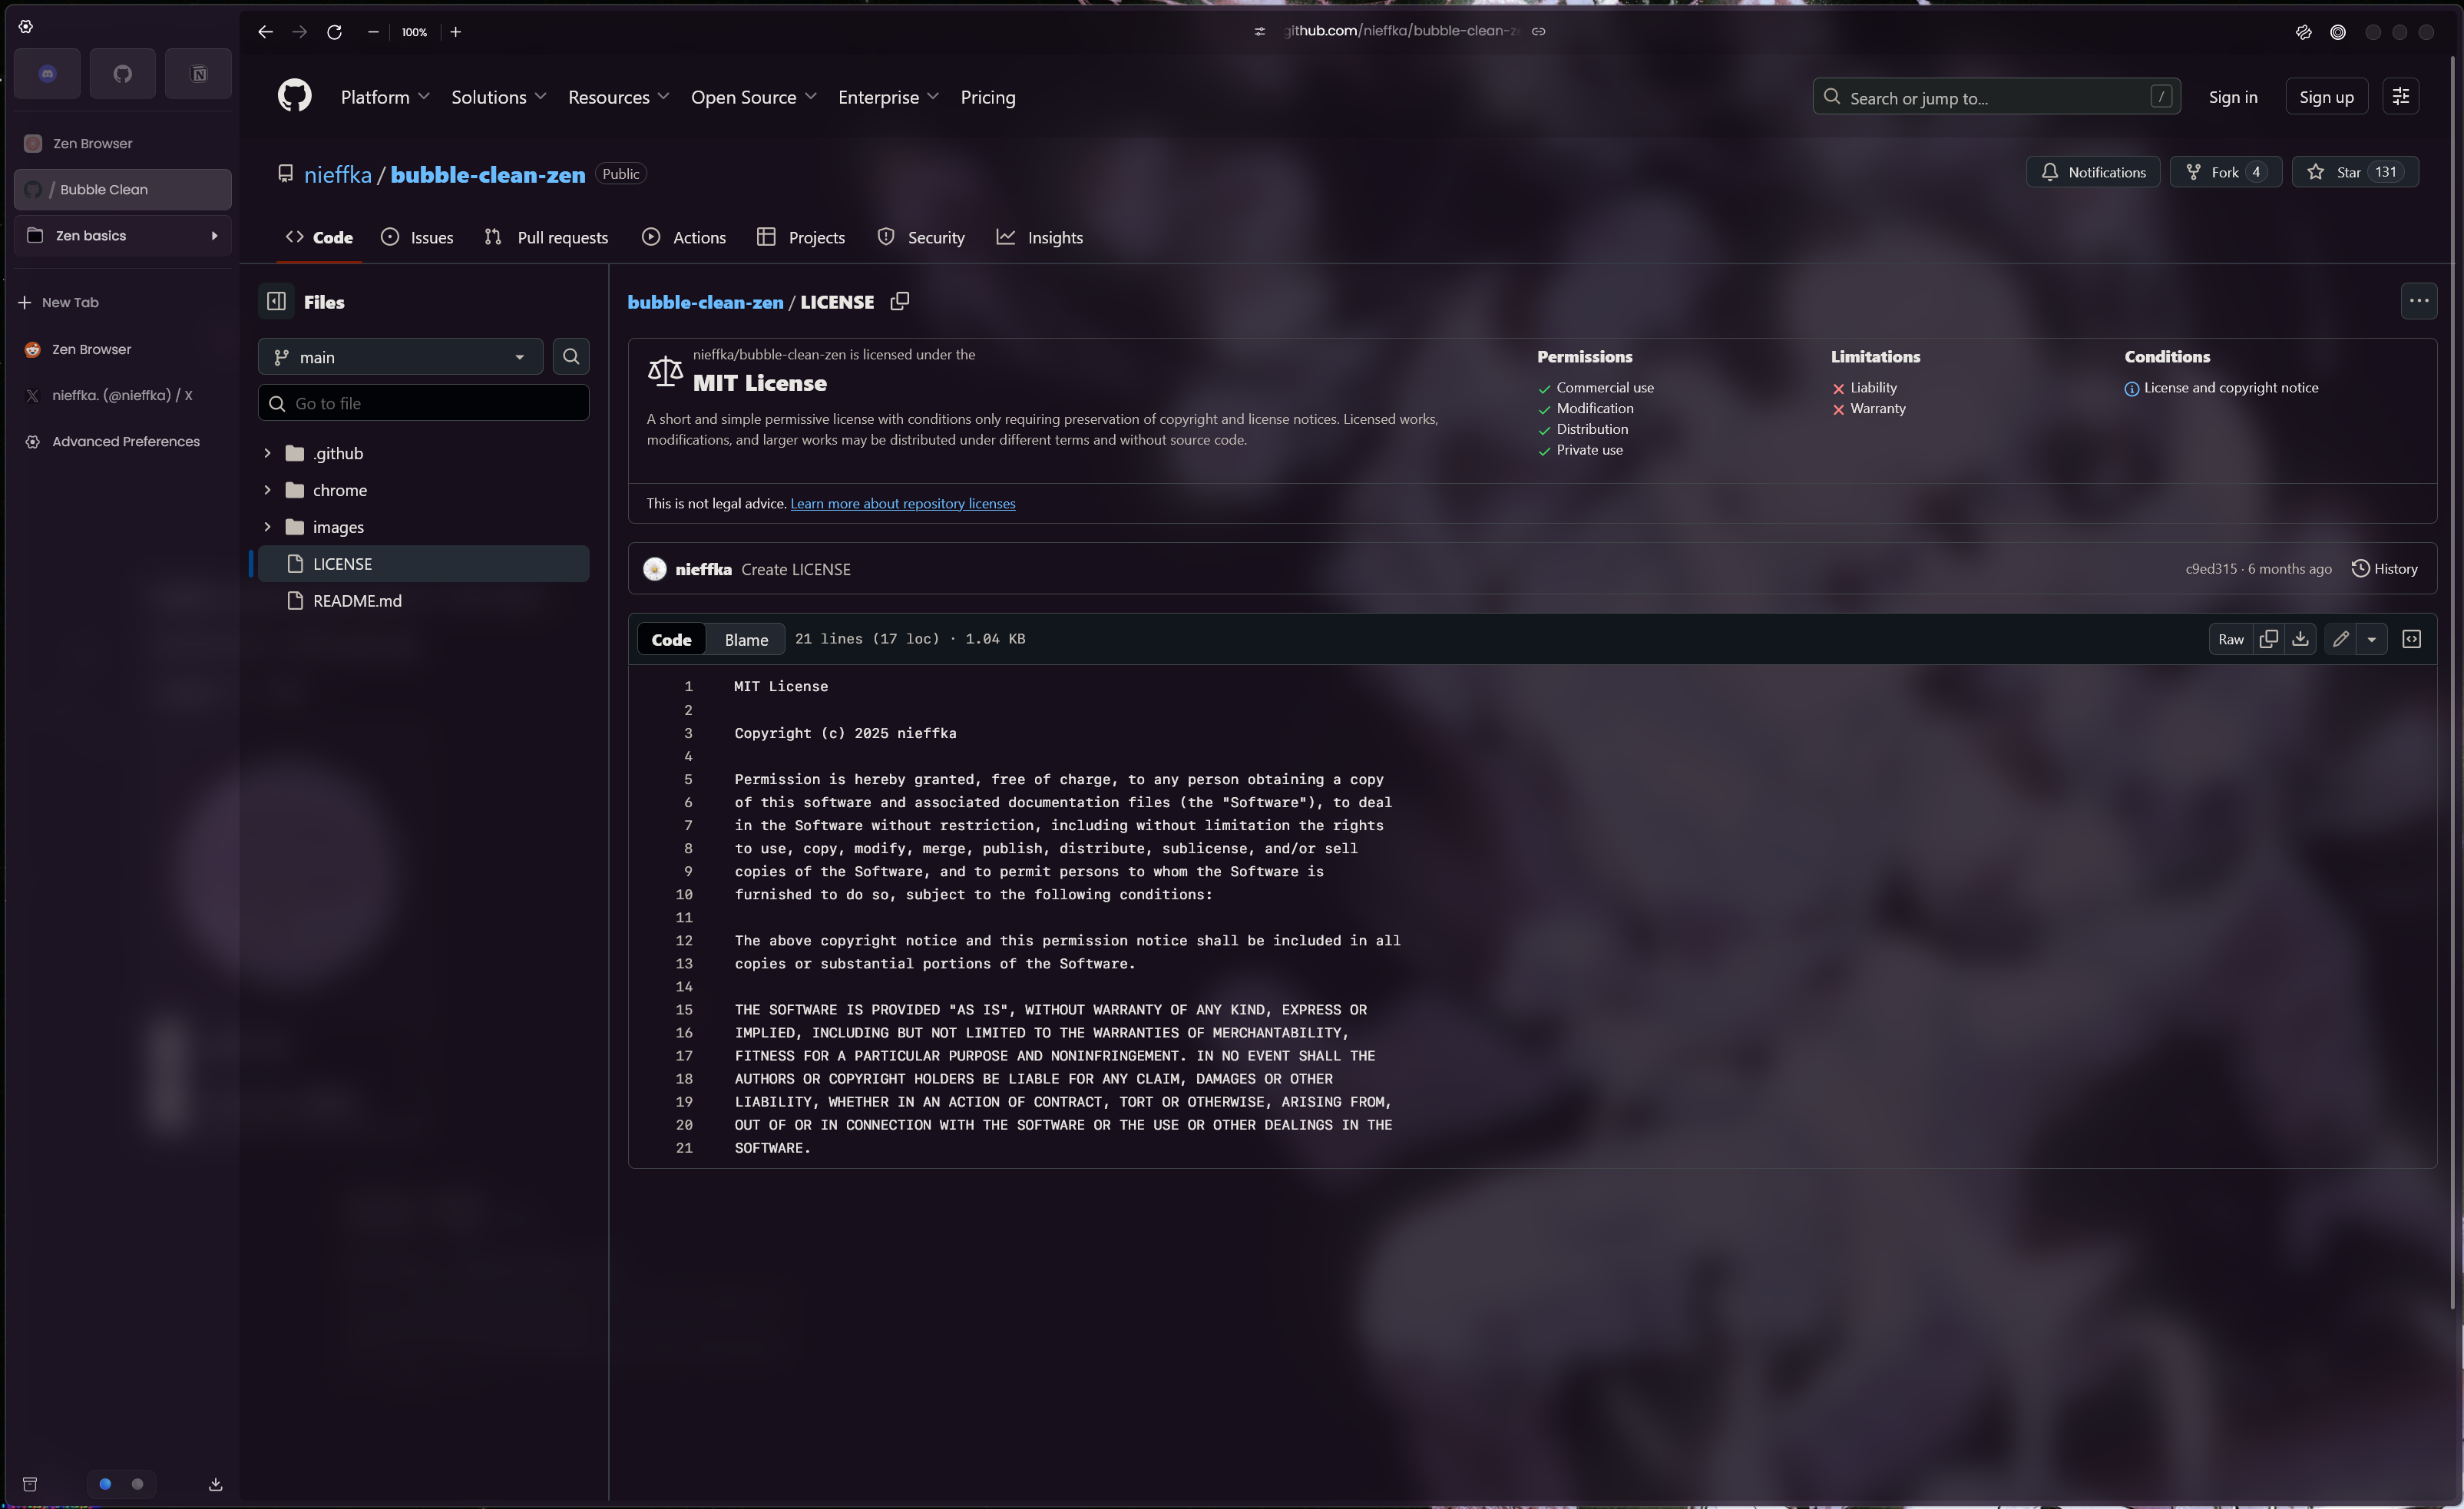 100%
github.com/nieffka/bubble-clean-z
Zen Browser
/ Bubble Clean
Zen basics
New Tab
Zen Browser
nieffka. (@nieffka) / X
Advanced Preferences
Platform
Solutions
Resources
Open Source
Enterprise
Pricing
Search or jump to...
/
Sign in
Sign up
nieffka / bubble-clean-zen
Public
Notifications
Fork 4
Star 131
Code
Issues
Pull requests
Actions
Projects
Security
Insights
Files
main
Go to file
.github
chrome
images
LICENSE
README.md
bubble-clean-zen / LICENSE
nieffka/bubble-clean-zen is licensed under the
MIT License
A short and simple permissive license with conditions only requiring preservation of copyright and license notices. Licensed works,
modifications, and larger works may be distributed under different terms and without source code.
Permissions
Commercial use
Modification
Distribution
Private use
Limitations
Liability
Warranty
Conditions
License and copyright notice
This is not legal advice. Learn more about repository licenses
nieffka Create LICENSE
c9ed315 · 6 months ago
History
Code
Blame
21 lines (17 loc) · 1.04 KB
Raw
1 MIT License
2
3 Copyright (c) 2025 nieffka
4
5 Permission is hereby granted, free of charge, to any person obtaining a copy
6 of this software and associated documentation files (the "Software"), to deal
7 in the Software without restriction, including without limitation the rights
8 to use, copy, modify, merge, publish, distribute, sublicense, and/or sell
9 copies of the Software, and to permit persons to whom the Software is
10 furnished to do so, subject to the following conditions:
11
12 The above copyright notice and this permission notice shall be included in all
13 copies or substantial portions of the Software.
14
15 THE SOFTWARE IS PROVIDED "AS IS", WITHOUT WARRANTY OF ANY KIND, EXPRESS OR
16 IMPLIED, INCLUDING BUT NOT LIMITED TO THE WARRANTIES OF MERCHANTABILITY,
17 FITNESS FOR A PARTICULAR PURPOSE AND NONINFRINGEMENT. IN NO EVENT SHALL THE
18 AUTHORS OR COPYRIGHT HOLDERS BE LIABLE FOR ANY CLAIM, DAMAGES OR OTHER
19 LIABILITY, WHETHER IN AN ACTION OF CONTRACT, TORT OR OTHERWISE, ARISING FROM,
20 OUT OF OR IN CONNECTION WITH THE SOFTWARE OR THE USE OR OTHER DEALINGS IN THE
21 SOFTWARE.